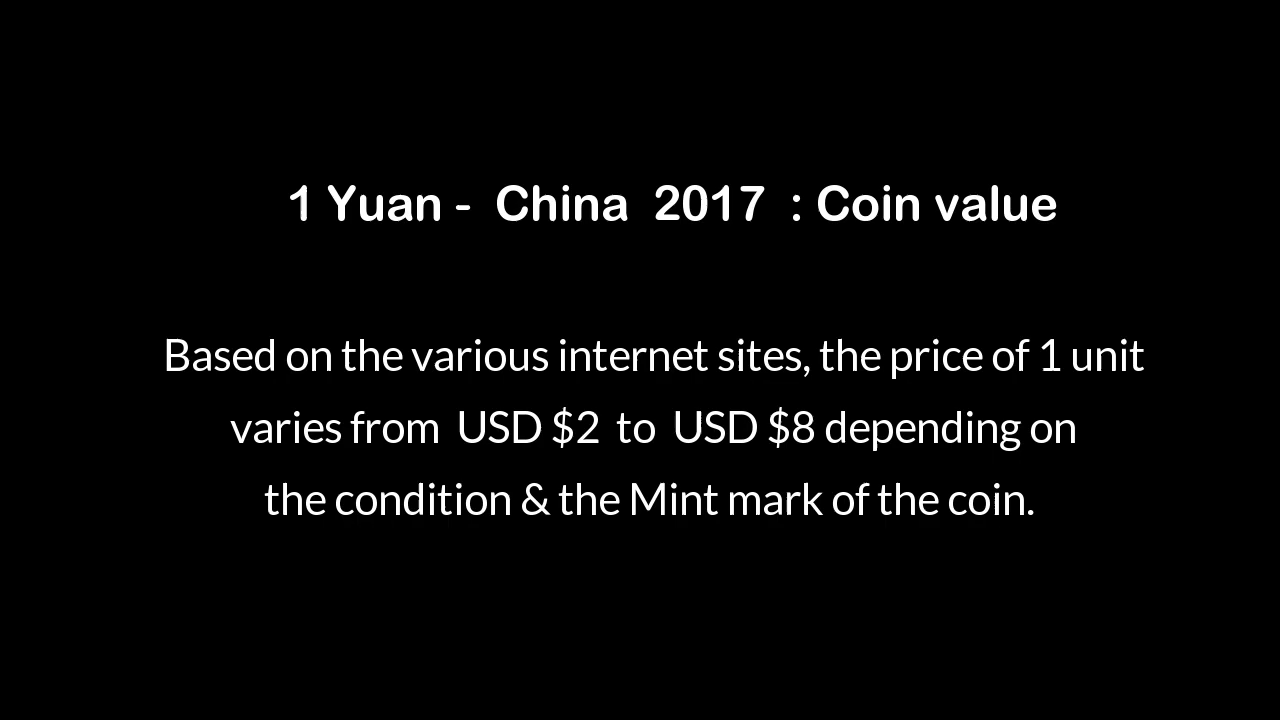 1 Yuan - China 2017 : Coin value
Based on the various internet sites, the price of 1 unit
varies from USD $2 to USD $8 depending on
the condition & the Mint mark of the coin.